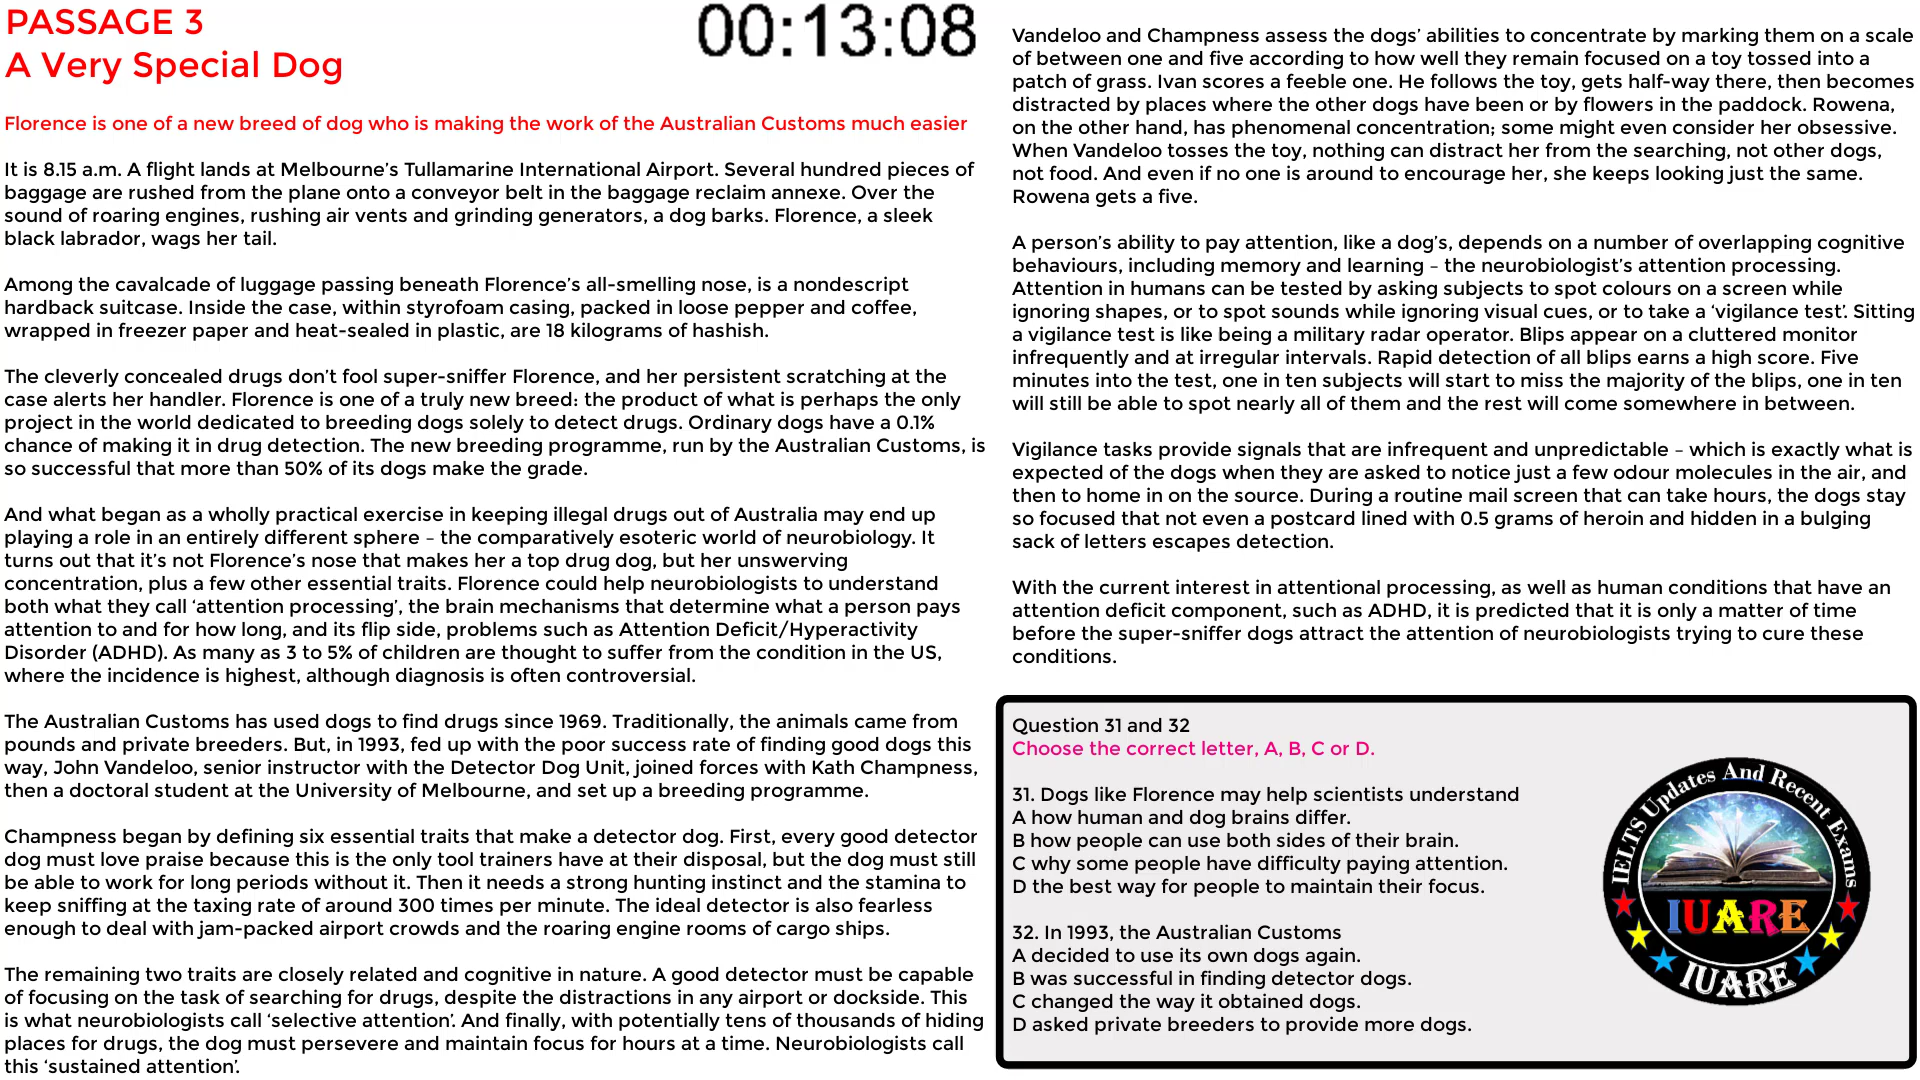 PASSAGE 3
A Very Special Dog
00:13:08
Florence is one of a new breed of dog who is making the work of the Australian Customs much easier
It is 8.15 a.m. A flight lands at Melbourne’s Tullamarine International Airport. Several hundred pieces of
baggage are rushed from the plane onto a conveyor belt in the baggage reclaim annexe. Over the
sound of roaring engines, rushing air vents and grinding generators, a dog barks. Florence, a sleek
black labrador, wags her tail.
Among the cavalcade of luggage passing beneath Florence’s all-smelling nose, is a nondescript
hardback suitcase. Inside the case, within styrofoam casing, packed in loose pepper and coffee,
wrapped in freezer paper and heat-sealed in plastic, are 18 kilograms of hashish.
The cleverly concealed drugs don’t fool super-sniffer Florence, and her persistent scratching at the
case alerts her handler. Florence is one of a truly new breed: the product of what is perhaps the only
project in the world dedicated to breeding dogs solely to detect drugs. Ordinary dogs have a 0.1%
chance of making it in drug detection. The new breeding programme, run by the Australian Customs, is
so successful that more than 50% of its dogs make the grade.
And what began as a wholly practical exercise in keeping illegal drugs out of Australia may end up
playing a role in an entirely different sphere – the comparatively esoteric world of neurobiology. It
turns out that it’s not Florence’s nose that makes her a top drug dog, but her unswerving
concentration, plus a few other essential traits. Florence could help neurobiologists to understand
both what they call ‘attention processing’, the brain mechanisms that determine what a person pays
attention to and for how long, and its flip side, problems such as Attention Deficit/Hyperactivity
Disorder (ADHD). As many as 3 to 5% of children are thought to suffer from the condition in the US,
where the incidence is highest, although diagnosis is often controversial.
The Australian Customs has used dogs to find drugs since 1969. Traditionally, the animals came from
pounds and private breeders. But, in 1993, fed up with the poor success rate of finding good dogs this
way, John Vandeloo, senior instructor with the Detector Dog Unit, joined forces with Kath Champness,
then a doctoral student at the University of Melbourne, and set up a breeding programme.
Champness began by defining six essential traits that make a detector dog. First, every good detector
dog must love praise because this is the only tool trainers have at their disposal, but the dog must still
be able to work for long periods without it. Then it needs a strong hunting instinct and the stamina to
keep sniffing at the taxing rate of around 300 times per minute. The ideal detector is also fearless
enough to deal with jam-packed airport crowds and the roaring engine rooms of cargo ships.
The remaining two traits are closely related and cognitive in nature. A good detector must be capable
of focusing on the task of searching for drugs, despite the distractions in any airport or dockside. This
is what neurobiologists call ‘selective attention’. And finally, with potentially tens of thousands of hiding
places for drugs, the dog must persevere and maintain focus for hours at a time. Neurobiologists call
this ‘sustained attention’.
Vandeloo and Champness assess the dogs’ abilities to concentrate by marking them on a scale
of between one and five according to how well they remain focused on a toy tossed into a
patch of grass. Ivan scores a feeble one. He follows the toy, gets half-way there, then becomes
distracted by places where the other dogs have been or by flowers in the paddock. Rowena,
on the other hand, has phenomenal concentration; some might even consider her obsessive.
When Vandeloo tosses the toy, nothing can distract her from the searching, not other dogs,
not food. And even if no one is around to encourage her, she keeps looking just the same.
Rowena gets a five.
A person’s ability to pay attention, like a dog’s, depends on a number of overlapping cognitive
behaviours, including memory and learning – the neurobiologist’s attention processing.
Attention in humans can be tested by asking subjects to spot colours on a screen while
ignoring shapes, or to spot sounds while ignoring visual cues, or to take a ‘vigilance test’. Sitting
a vigilance test is like being a military radar operator. Blips appear on a cluttered monitor
infrequently and at irregular intervals. Rapid detection of all blips earns a high score. Five
minutes into the test, one in ten subjects will start to miss the majority of the blips, one in ten
will still be able to spot nearly all of them and the rest will come somewhere in between.
Vigilance tasks provide signals that are infrequent and unpredictable – which is exactly what is
expected of the dogs when they are asked to notice just a few odour molecules in the air, and
then to home in on the source. During a routine mail screen that can take hours, the dogs stay
so focused that not even a postcard lined with 0.5 grams of heroin and hidden in a bulging
sack of letters escapes detection.
With the current interest in attentional processing, as well as human conditions that have an
attention deficit component, such as ADHD, it is predicted that it is only a matter of time
before the super-sniffer dogs attract the attention of neurobiologists trying to cure these
conditions.
Question 31 and 32
Choose the correct letter, A, B, C or D.
31. Dogs like Florence may help scientists understand
A how human and dog brains differ.
B how people can use both sides of their brain.
C why some people have difficulty paying attention.
D the best way for people to maintain their focus.
32. In 1993, the Australian Customs
A decided to use its own dogs again.
B was successful in finding detector dogs.
C changed the way it obtained dogs.
D asked private breeders to provide more dogs.
IELTS Updates And Recent Exams
IUARE
IUARE